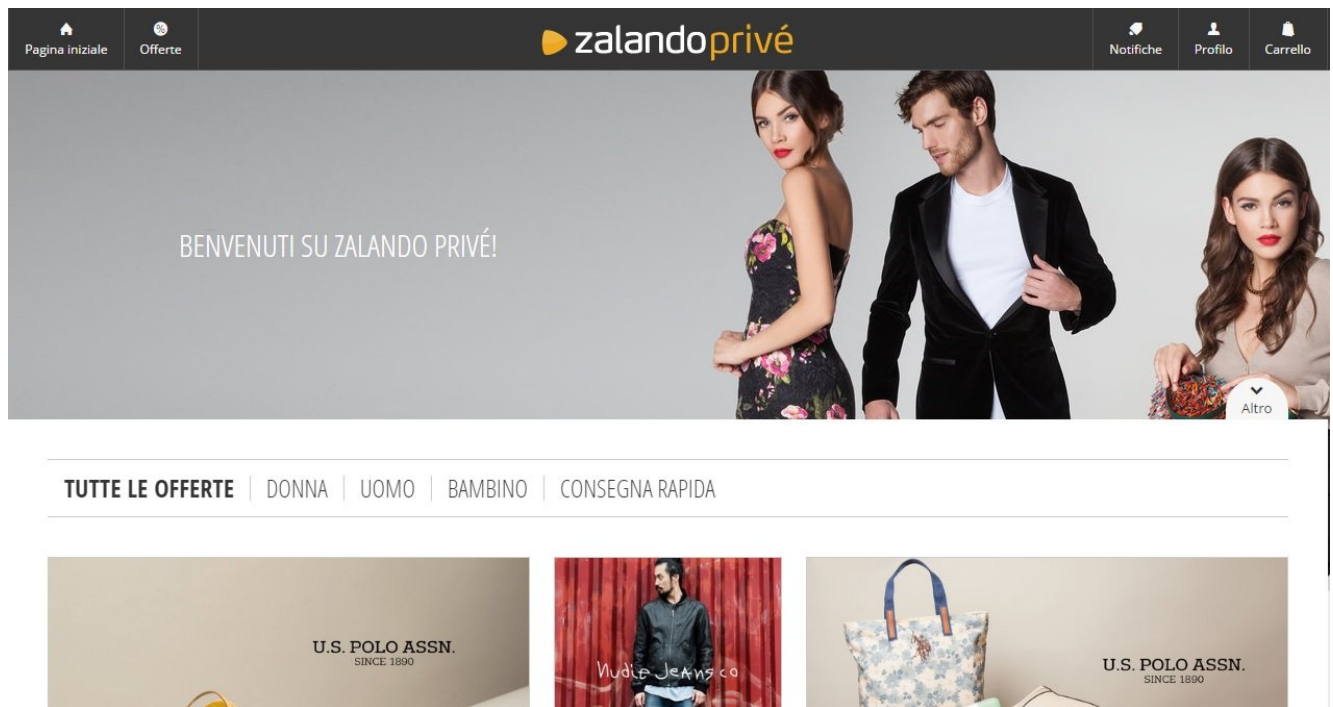 Pagina iniziale
Offerte
zalandoprivé
Notifiche
Profilo
Carrello
BENVENUTI SU ZALANDO PRIVÉ!
Altro
TUTTE LE OFFERTE
DONNA
UOMO
BAMBINO
CONSEGNA RAPIDA
U.S. POLO ASSN.
SINCE 1890
Nudie Jeans co
U.S. POLO ASSN.
SINCE 1890